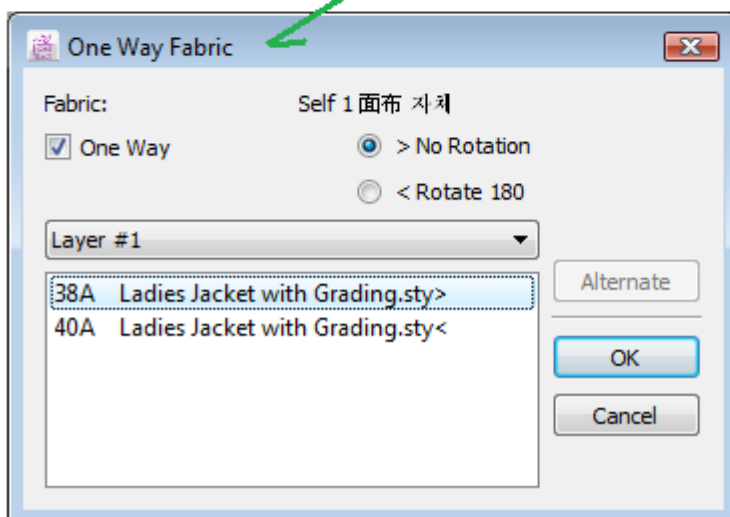 One Way Fabric
Fabric: Self 1 面布 자치
One Way > No Rotation
< Rotate 180
Layer #1
38A Ladies Jacket with Grading.sty>
40A Ladies Jacket with Grading.sty<
Alternate
OK
Cancel